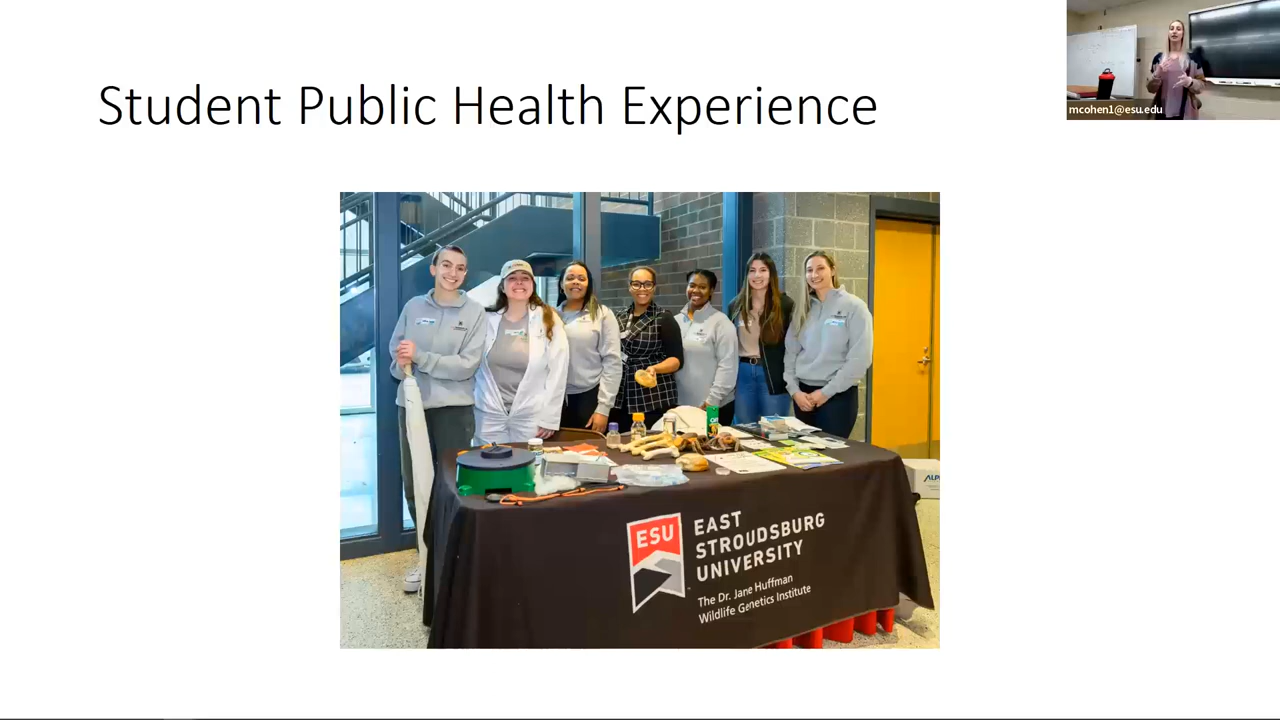 Student Public Health Experience
mcohen1@esu.edu
ESU
EAST
STROUDSBURG
UNIVERSITY
The Dr. Jane Huffman
Wildlife Genetics Institute